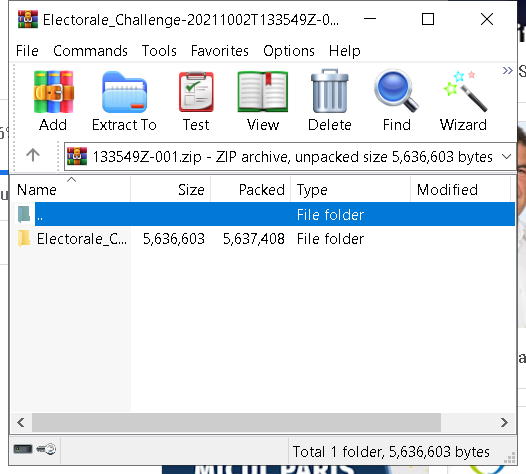 Electorale_Challenge-20211002T133549Z-0...
File Commands Tools Favorites Options Help
Add Extract To Test View Delete Find Wizard
133549Z-001.zip - ZIP archive, unpacked size 5,636,603 bytes
Name Size Packed Type Modified
.. File folder
Electorale_C... 5,636,603 5,637,408 File folder
Total 1 folder, 5,636,603 bytes
MICUL PARIS